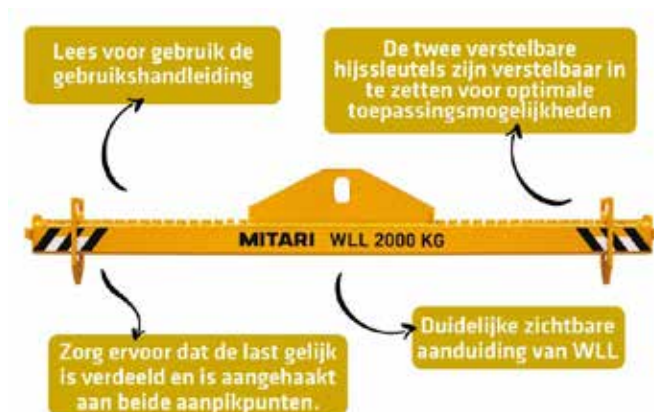 Lees voor gebruik de
gebruikshandleiding
De twee verstelbare
hijssleutels zijn verstelbaar in
te zetten voor optimale
toepassingsmogelijkheden
MITARI WLL 2000 KG
Zorg ervoor dat de last gelijk
is verdeeld en is aangehaakt
aan beide aanpikpunten.
Duidelijke zichtbare
aanduiding van WLL